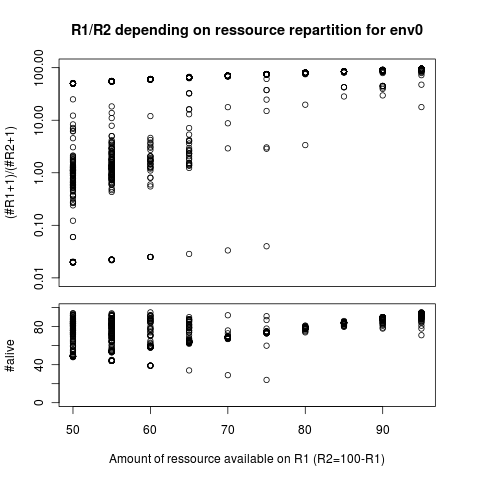 R1/R2 depending on ressource repartition for env0
(#R1+1)/(#R2+1)
100.00
10.00
1.00
0.10
0.01
#alive
80
40
0
50 60 70 80 90
Amount of ressource available on R1 (R2=100-R1)